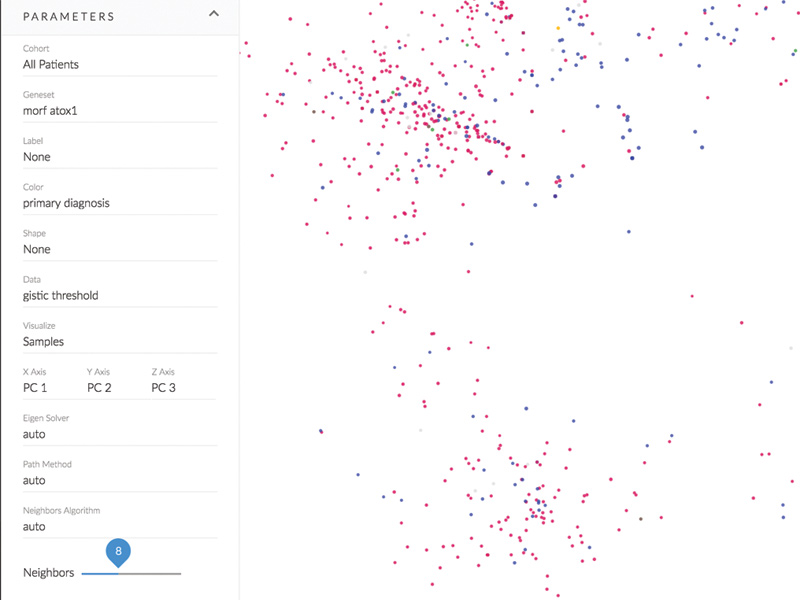 PARAMETERS
Cohort
All Patients
Geneset
morf atox1
Label
None
Color
primary diagnosis
Shape
None
Data
gistic threshold
Visualize
Samples
X Axis Y Axis Z Axis
PC 1 PC 2 PC 3
Eigen Solver
auto
Path Method
auto
Neighbors Algorithm
auto
8
Neighbors